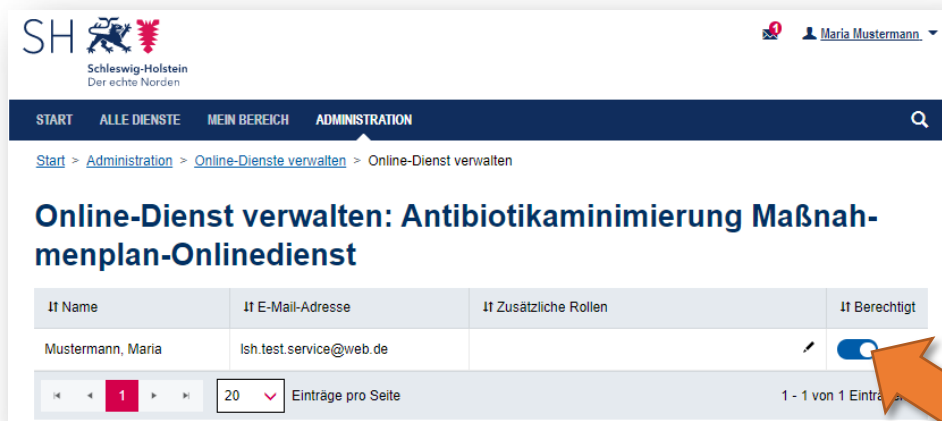 SH
Schleswig-Holstein
Der echte Norden
1
Maria Mustermann
START ALLE DIENSTE MEIN BEREICH ADMINISTRATION
Start > Administration > Online-Dienste verwalten > Online-Dienst verwalten
Online-Dienst verwalten: Antibiotikaminimierung Maßnah-
menplan-Onlinedienst
Name E-Mail-Adresse Zusätzliche Rollen Berechtigt
Mustermann, Maria lsh.test.service@web.de
1 20 Einträge pro Seite 1 - 1 von 1